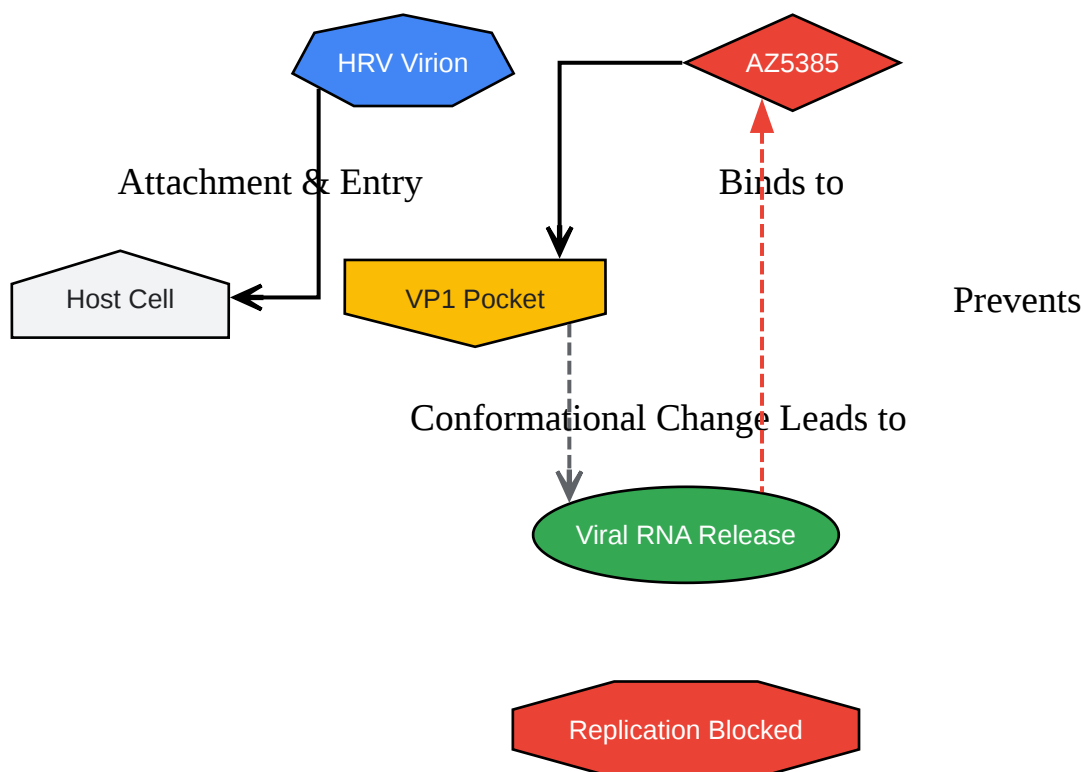 HRV Virion
AZ5385
Attachment & Entry
Binds to
Host Cell
VP1 Pocket
Prevents
Conformational Change Leads to
Viral RNA Release
Replication Blocked